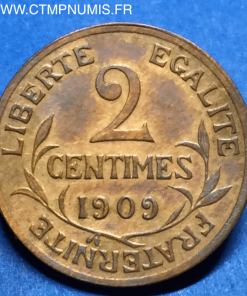 WWW.CTMPNUMIS.FR
LIBERTE EGALITE
2
CENTIMES
1909
FRATERNITE